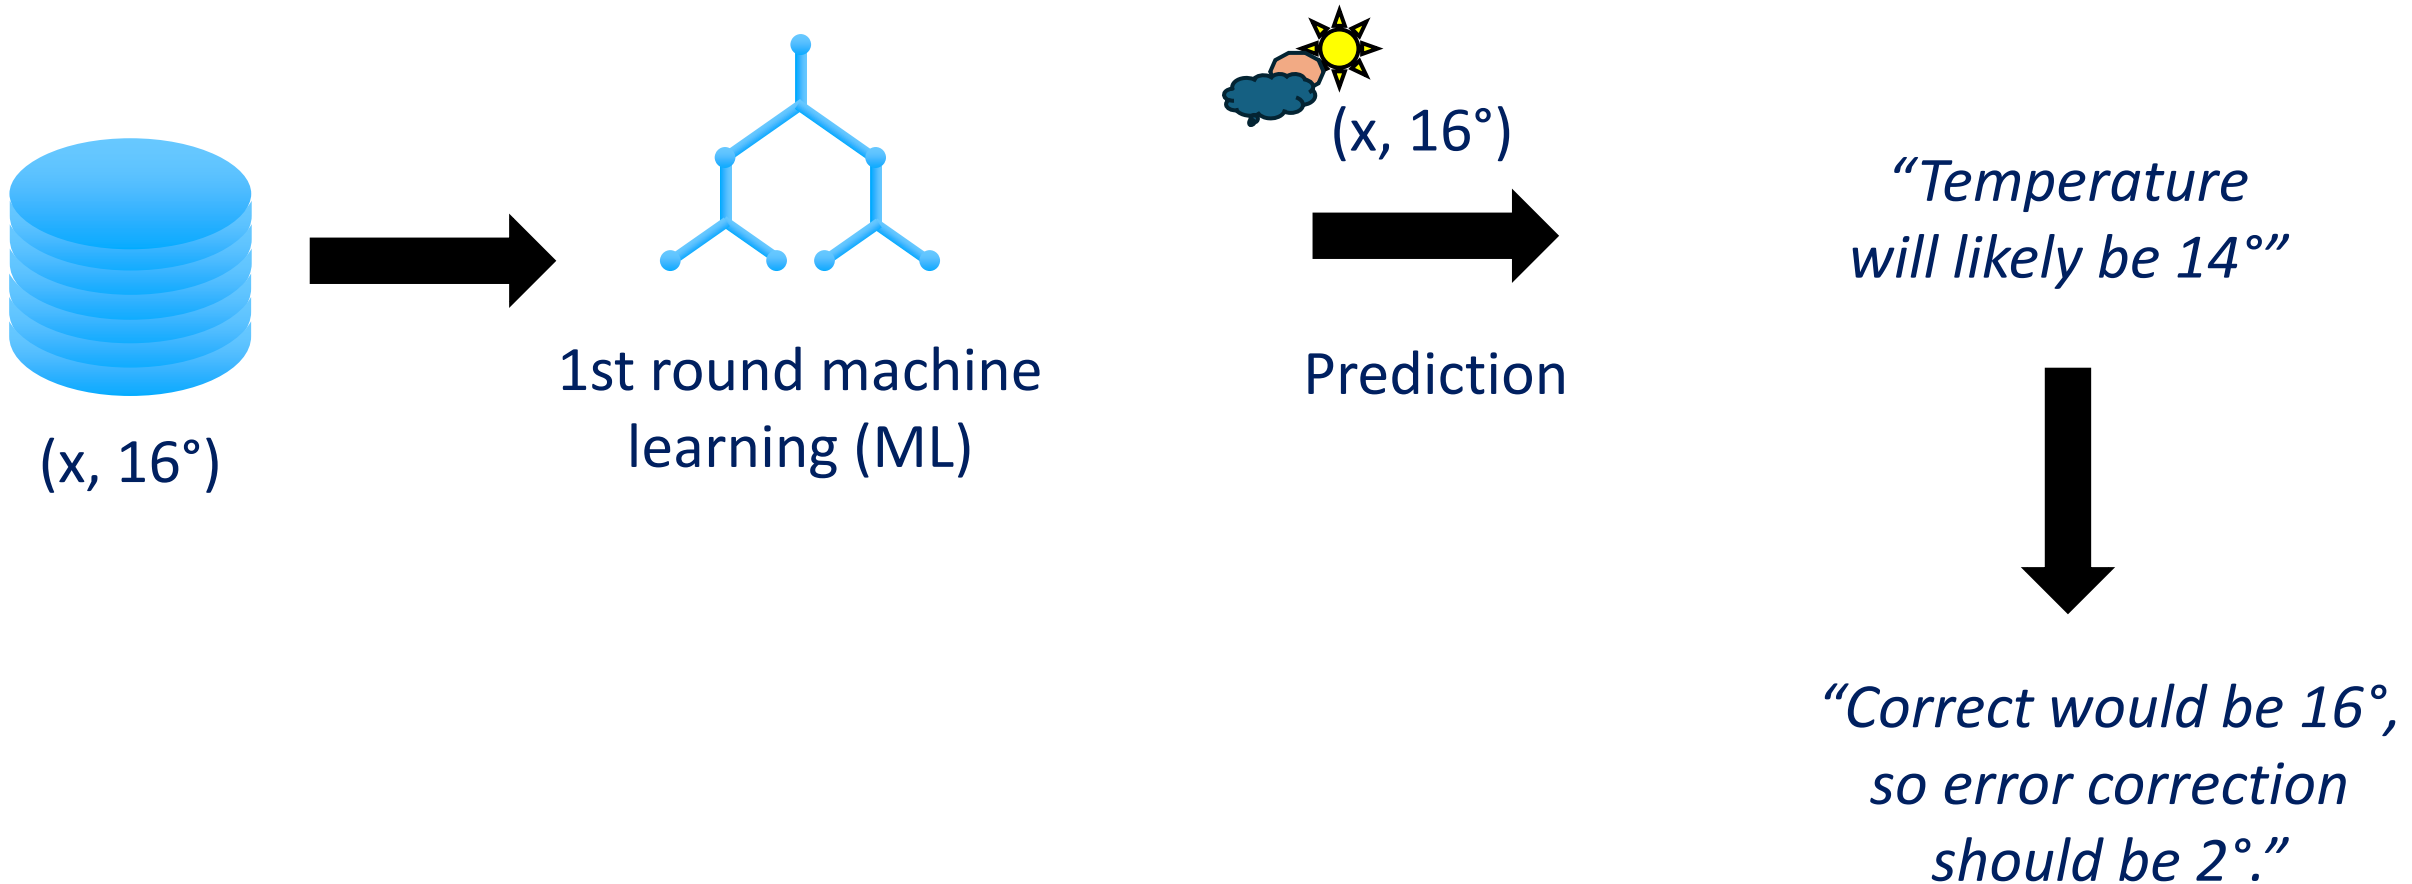 (x, 16°)
1st round machine
learning (ML)
(x, 16°)
Prediction
“Temperature
will likely be 14°”
“Correct would be 16°,
so error correction
should be 2°.”